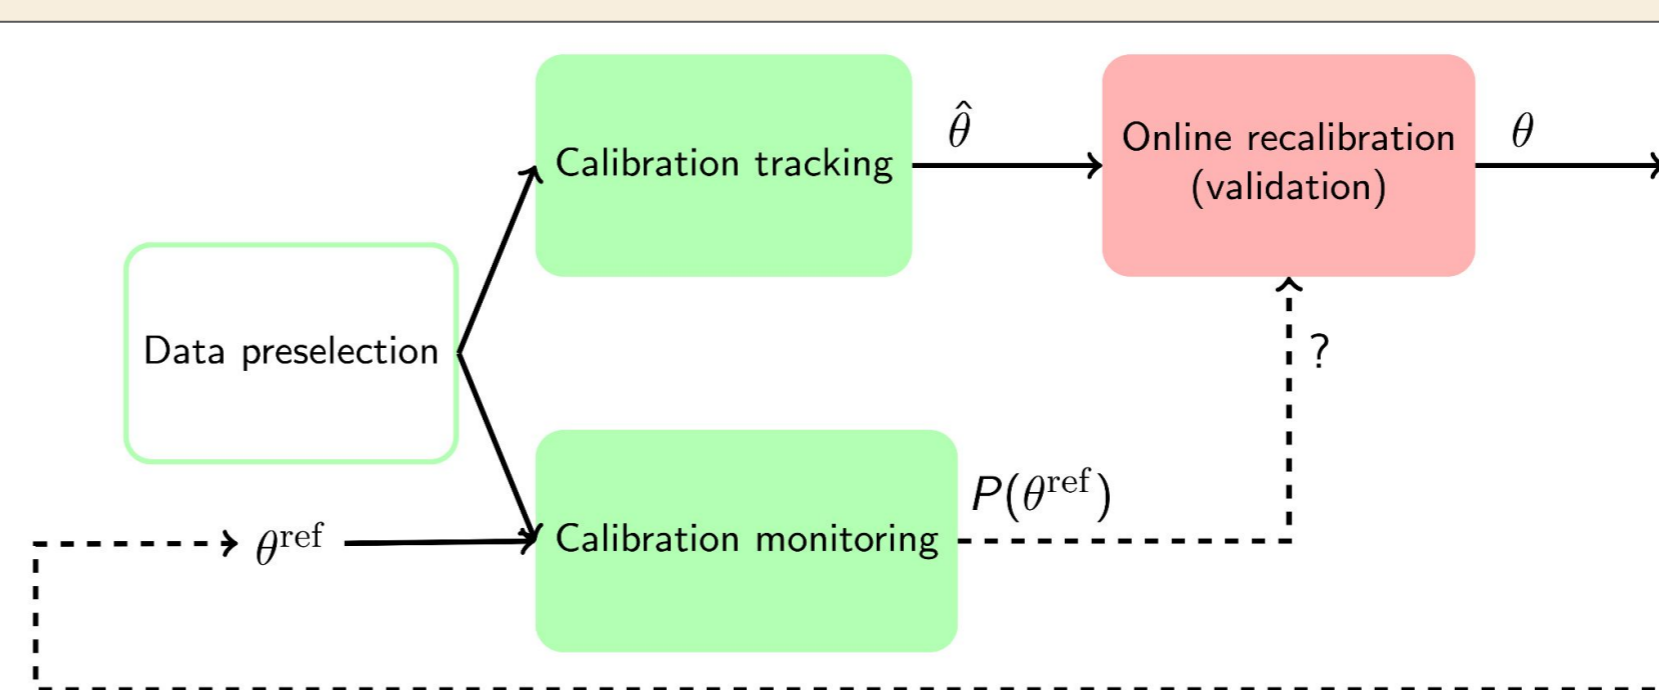 Calibration tracking
θ̂
Online recalibration
(validation)
θ
Data preselection
?
θ^ref
Calibration monitoring
P(θ^ref)